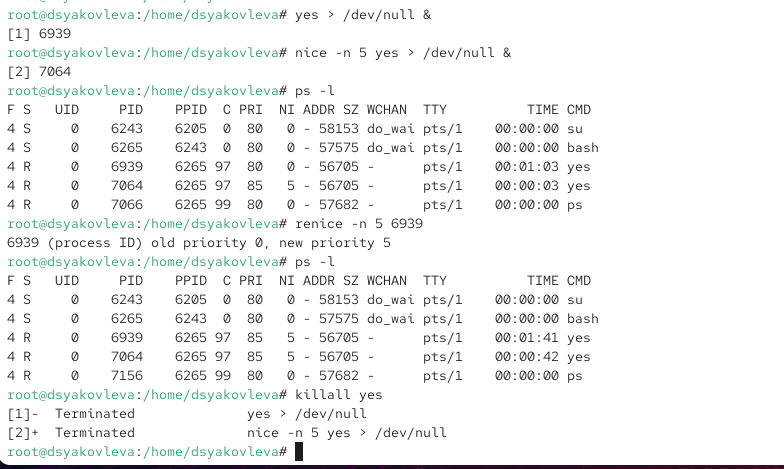 root@dsyakovleva:/home/dsyakovleva# yes > /dev/null &
[1] 6939
root@dsyakovleva:/home/dsyakovleva# nice -n 5 yes > /dev/null &
[2] 7064
root@dsyakovleva:/home/dsyakovleva# ps -l
F S   UID     PID    PPID  C PRI  NI ADDR SZ WCHAN  TTY          TIME CMD
4 S     0    6243    6205  0  80   0 - 58153 do_wai pts/1    00:00:00 su
4 S     0    6265    6243  0  80   0 - 57575 do_wai pts/1    00:00:00 bash
4 R     0    6939    6265 97  80   0 - 56705 -      pts/1    00:01:03 yes
4 R     0    7064    6265 97  85   5 - 56705 -      pts/1    00:00:03 yes
4 R     0    7066    6265 99  80   0 - 57682 -      pts/1    00:00:00 ps
root@dsyakovleva:/home/dsyakovleva# renice -n 5 6939
6939 (process ID) old priority 0, new priority 5
root@dsyakovleva:/home/dsyakovleva# ps -l
F S   UID     PID    PPID  C PRI  NI ADDR SZ WCHAN  TTY          TIME CMD
4 S     0    6243    6205  0  80   0 - 58153 do_wai pts/1    00:00:00 su
4 S     0    6265    6243  0  80   0 - 57575 do_wai pts/1    00:00:00 bash
4 R     0    6939    6265 97  85   5 - 56705 -      pts/1    00:01:41 yes
4 R     0    7064    6265 97  85   5 - 56705 -      pts/1    00:00:42 yes
4 R     0    7156    6265 99  80   0 - 57682 -      pts/1    00:00:00 ps
root@dsyakovleva:/home/dsyakovleva# killall yes
[1]-  Terminated              yes > /dev/null
[2]+  Terminated              nice -n 5 yes > /dev/null
root@dsyakovleva:/home/dsyakovleva#